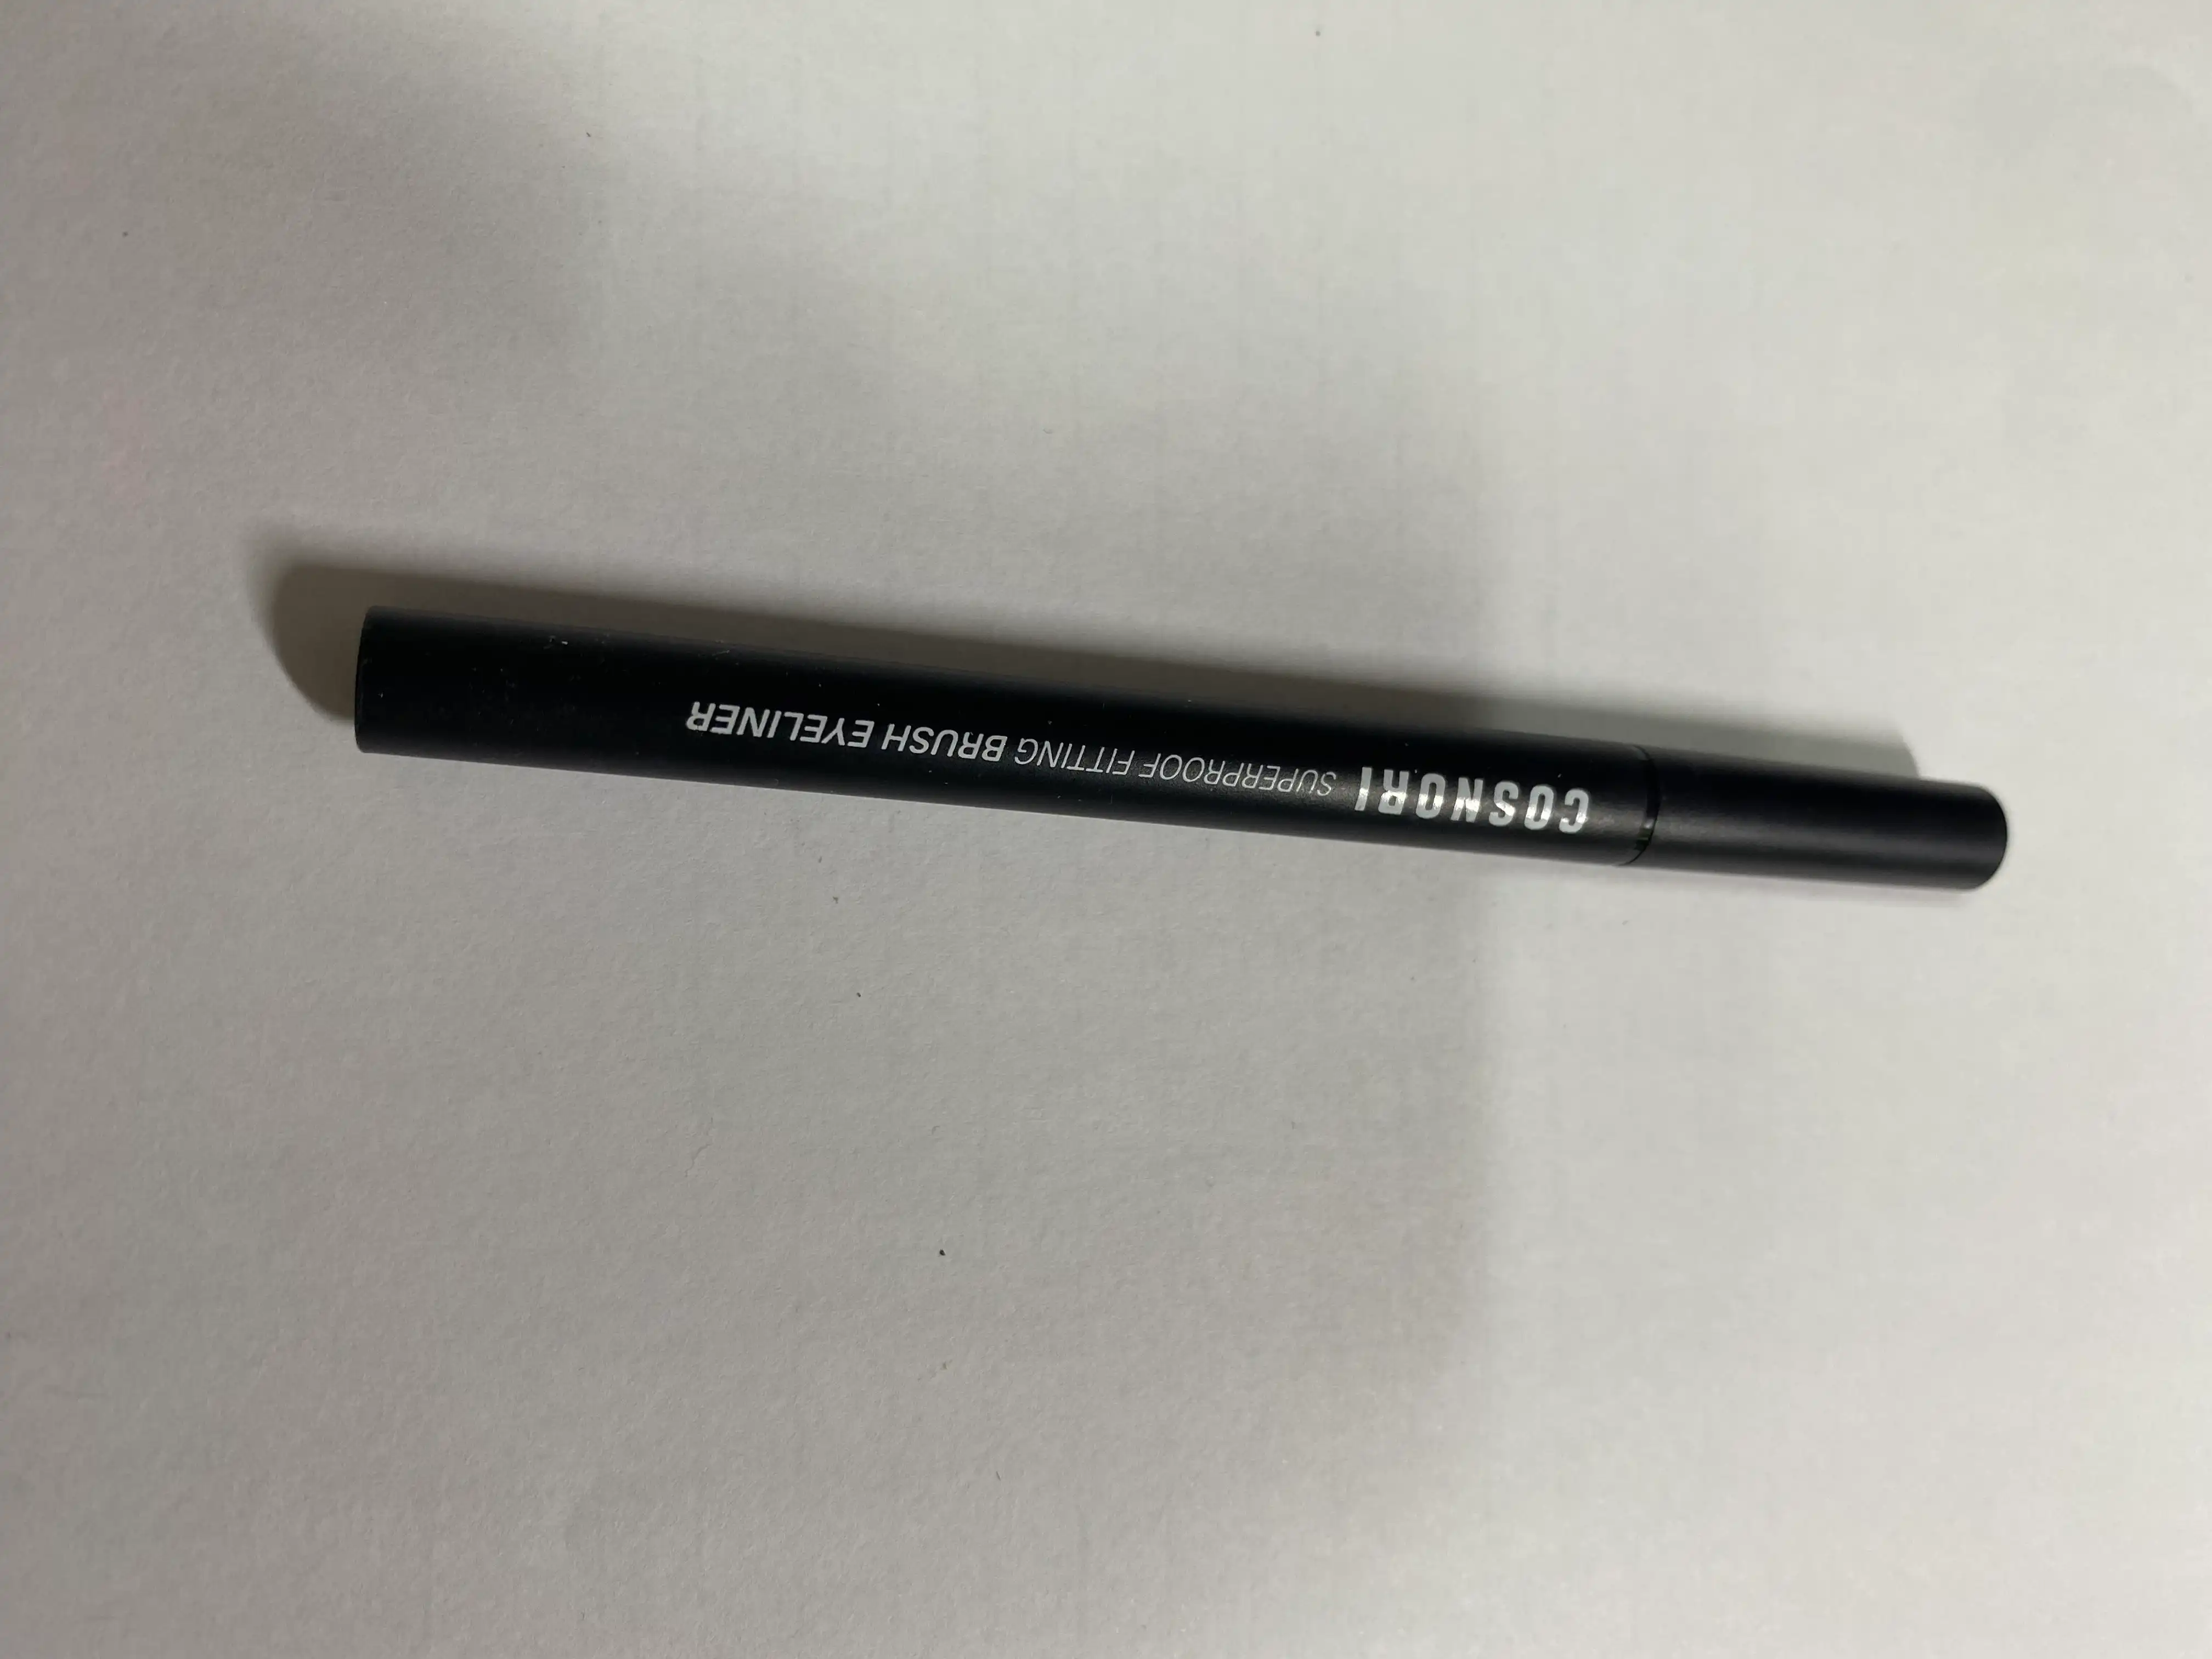 COSNORI SUPERPROOF FITTING BRUSH EYELINER